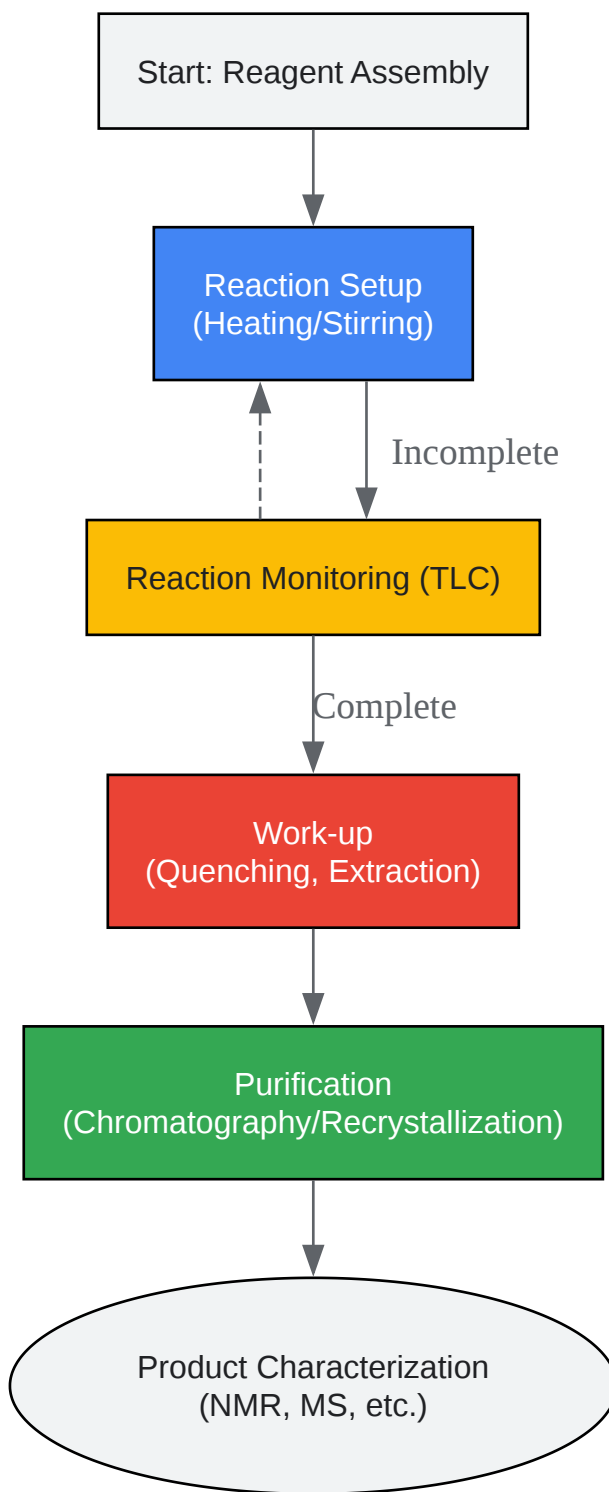 Start: Reagent Assembly
Reaction Setup
(Heating/Stirring)
Incomplete
Reaction Monitoring (TLC)
Complete
Work-up
(Quenching, Extraction)
Purification
(Chromatography/Recrystallization)
Product Characterization
(NMR, MS, etc.)